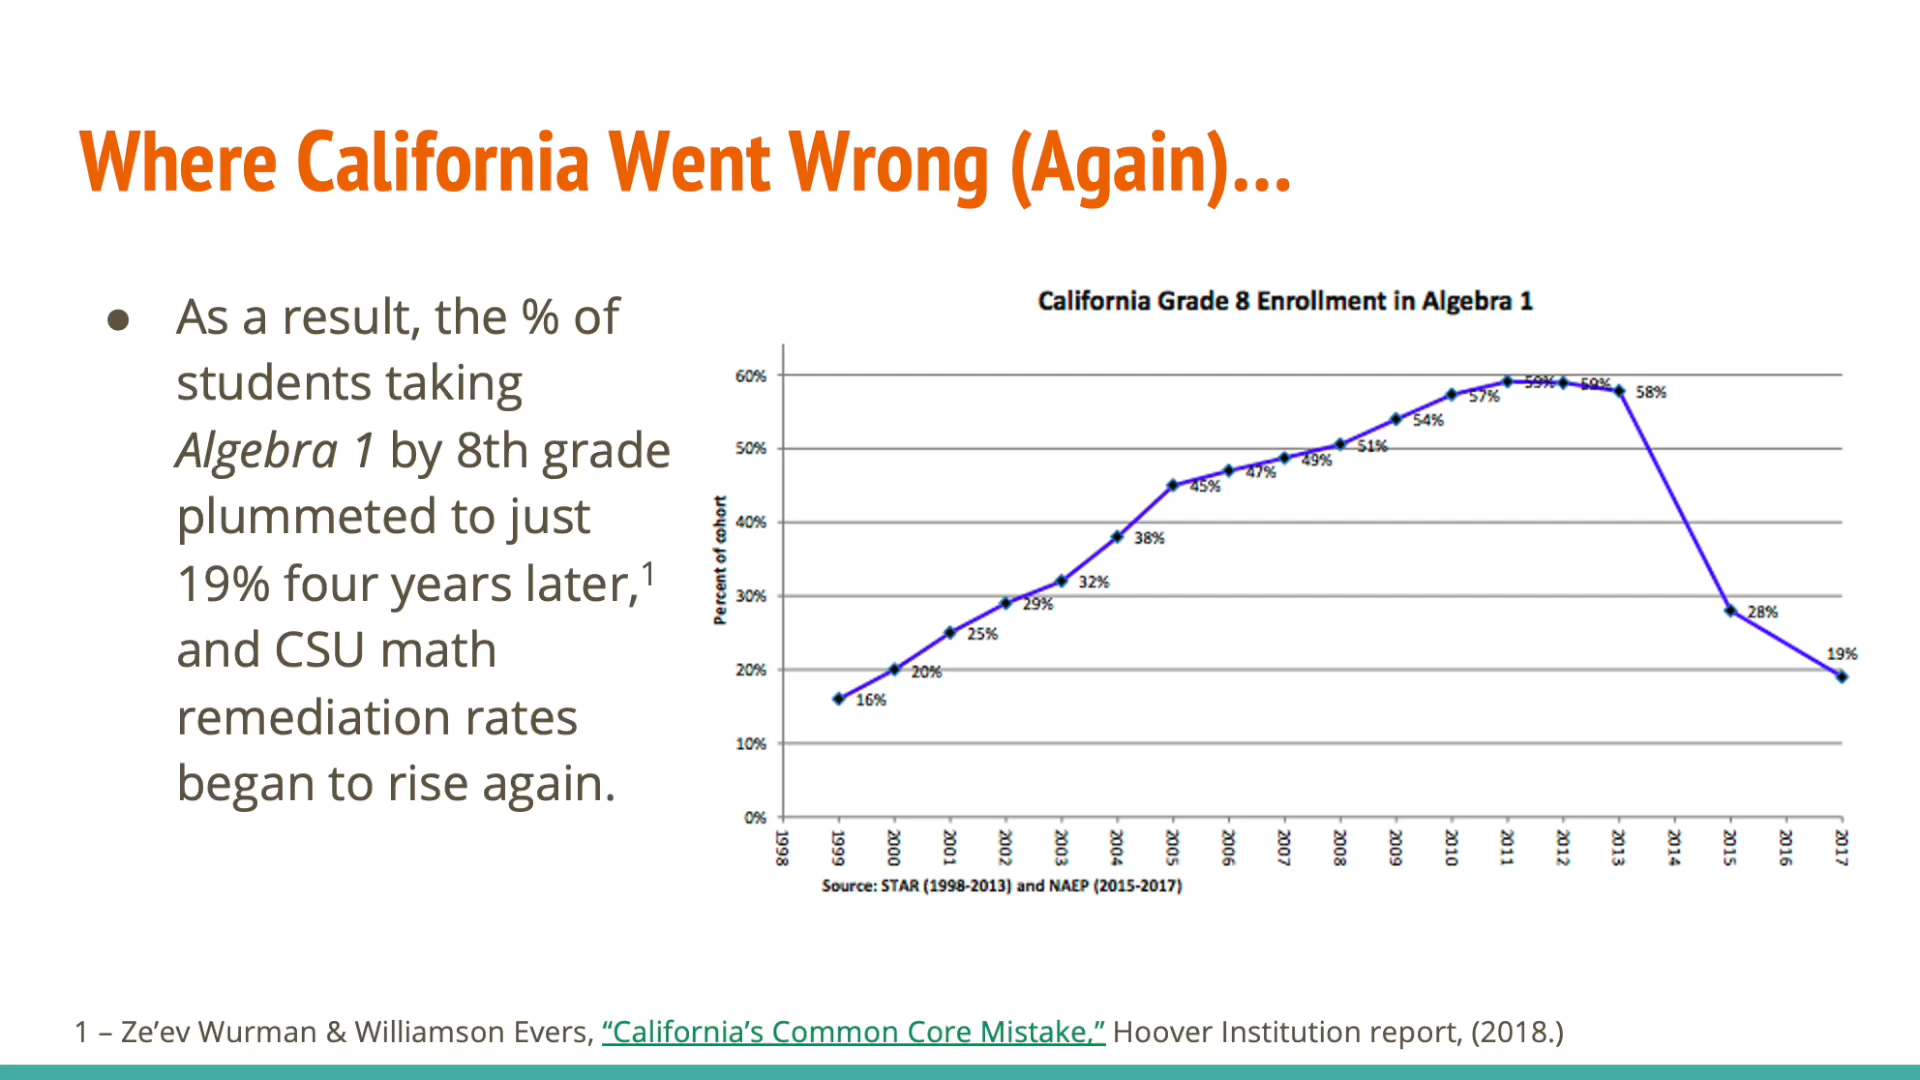 Where California Went Wrong (Again)...
● As a result, the % of
students taking
Algebra 1 by 8th grade
plummeted to just
19% four years later,1
and CSU math
remediation rates
began to rise again.
California Grade 8 Enrollment in Algebra 1
Percent of cohort
60%
50%
40%
30%
20%
10%
0%
16%
20%
25%
29%
32%
38%
45%
47%
49%
51%
54%
57%
59%
59%
58%
28%
19%
1998 1999 2000 2001 2002 2003 2004 2005 2006 2007 2008 2009 2010 2011 2012 2013 2014 2015 2016 2017
Source: STAR (1998-2013) and NAEP (2015-2017)
1 – Ze’ev Wurman & Williamson Evers, “California’s Common Core Mistake,” Hoover Institution report, (2018.)